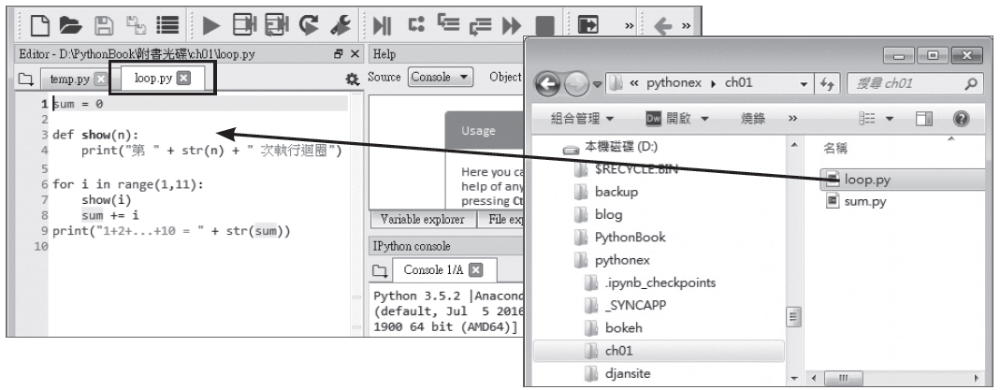 Editor - D:\PythonBook\附書光碟\ch01\loop.py
temp.py
loop.py
1 sum = 0
2
3 def show(n):
4     print("第 " + str(n) + " 次執行迴圈")
5
6 for i in range(1,11):
7     show(i)
8     sum += i
9 print("1+2+...+10 = " + str(sum))
10
Help
Source Console Object
Usage
Here you ca
help of any
pressing Ct
Variable explorer File exp
IPython console
Console 1/A
Python 3.5.2 |Anacond
(default, Jul  5 2016
1900 64 bit (AMD64)]
« pythonex ch01
搜尋 ch01
組合管理 Dw 開啟 燒錄 »
本機磁碟 (D:)
$RECYCLE.BIN
backup
blog
PythonBook
pythonex
.ipynb_checkpoints
_SYNCAPP
bokeh
ch01
djansite
名稱
loop.py
sum.py